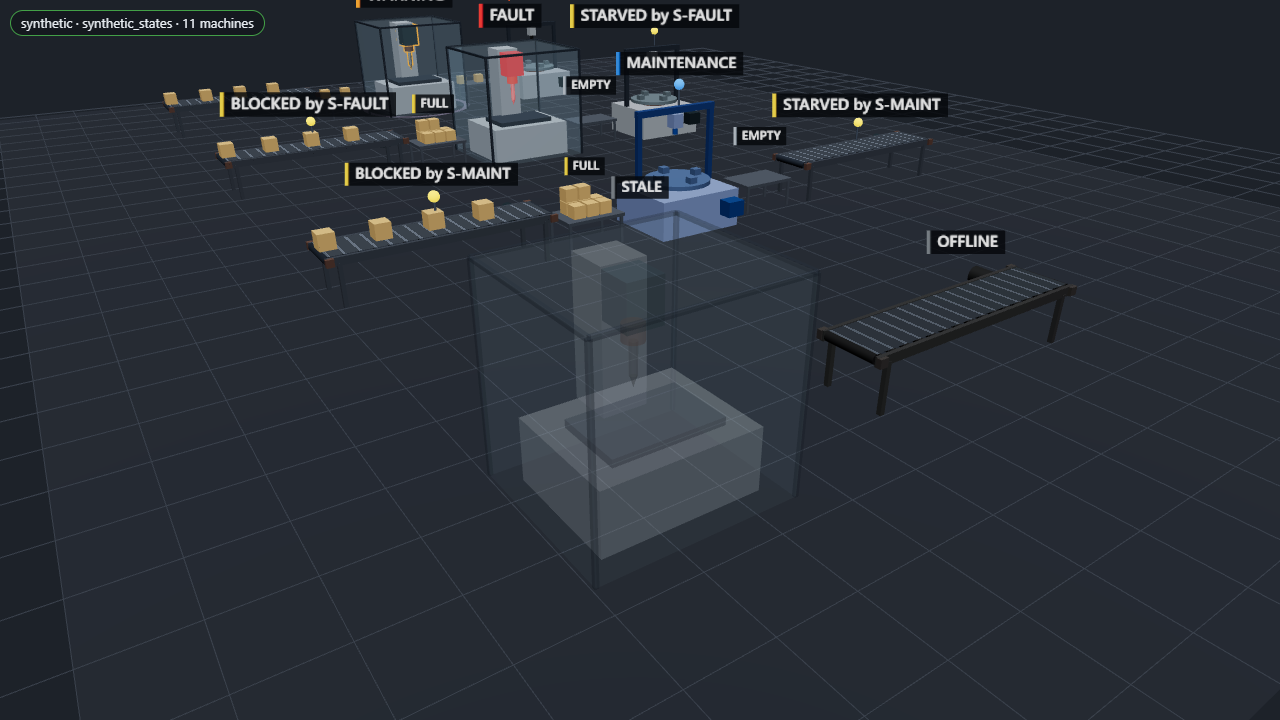 synthetic · synthetic_states · 11 machines
FAULT
STARVED by S-FAULT
MAINTENANCE
EMPTY
BLOCKED by S-FAULT
FULL
STARVED by S-MAINT
EMPTY
BLOCKED by S-MAINT
FULL
STALE
OFFLINE